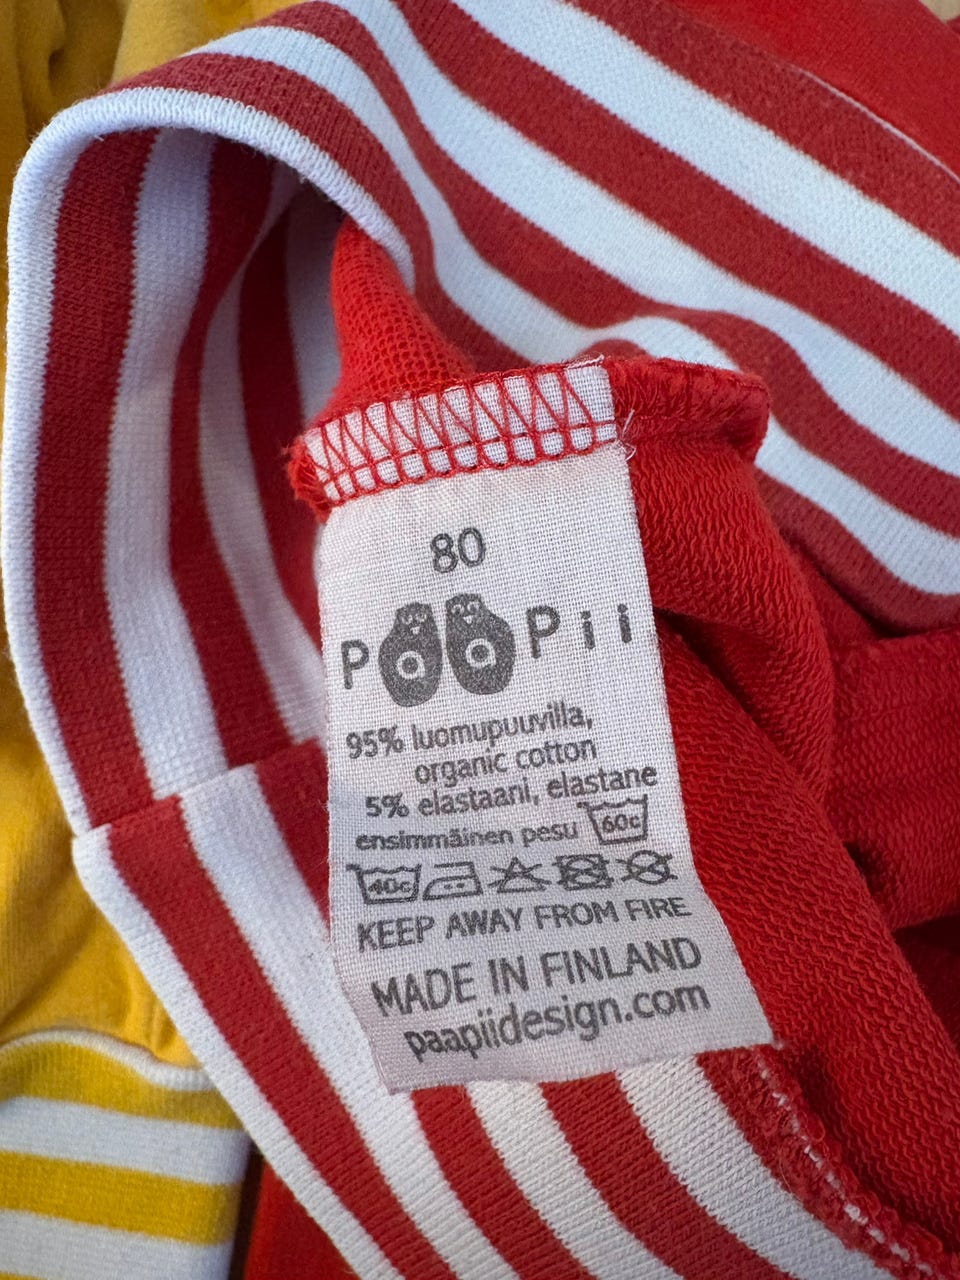 80
Paapii
95% luomupuuvilla,
organic cotton
5% elastaani, elastane
ensimmäinen pesu 60c
40c
KEEP AWAY FROM FIRE
MADE IN FINLAND
paapiidesign.com